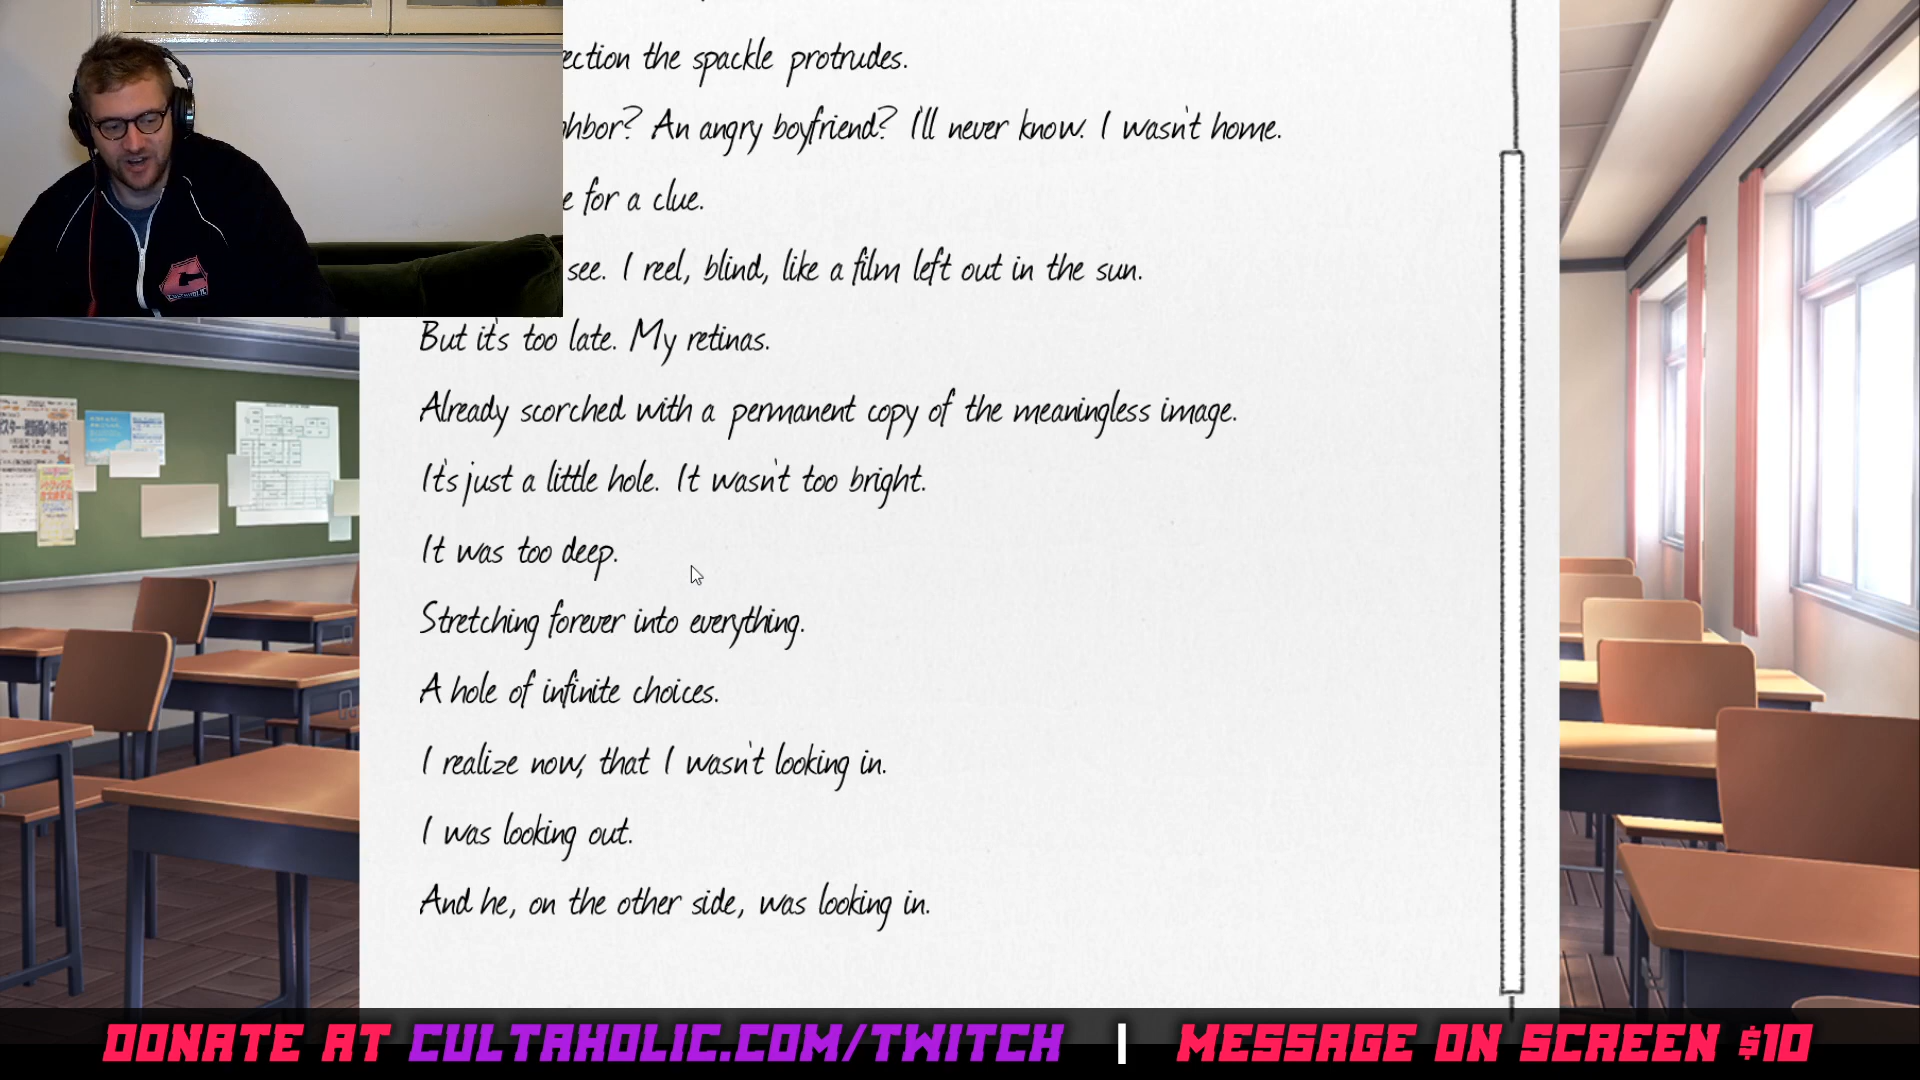 the spackle protrudes.
An angry boyfriend? I'll never know. I wasn't home.
for a clue.
see. I reel, blind, like a film left out in the sun.
But it's too late. My retinas.
Already scorched with a permanent copy of the meaningless image.
It's just a little hole. It wasn't too bright.
It was too deep.
Stretching forever into everything.
A hole of infinite choices.
I realize now, that I wasn't looking in.
I was looking out.
And he, on the other side, was looking in.
CULTAHOLIC
DONATE AT CULTAHOLIC.COM/TWITCH | MESSAGE ON SCREEN $10